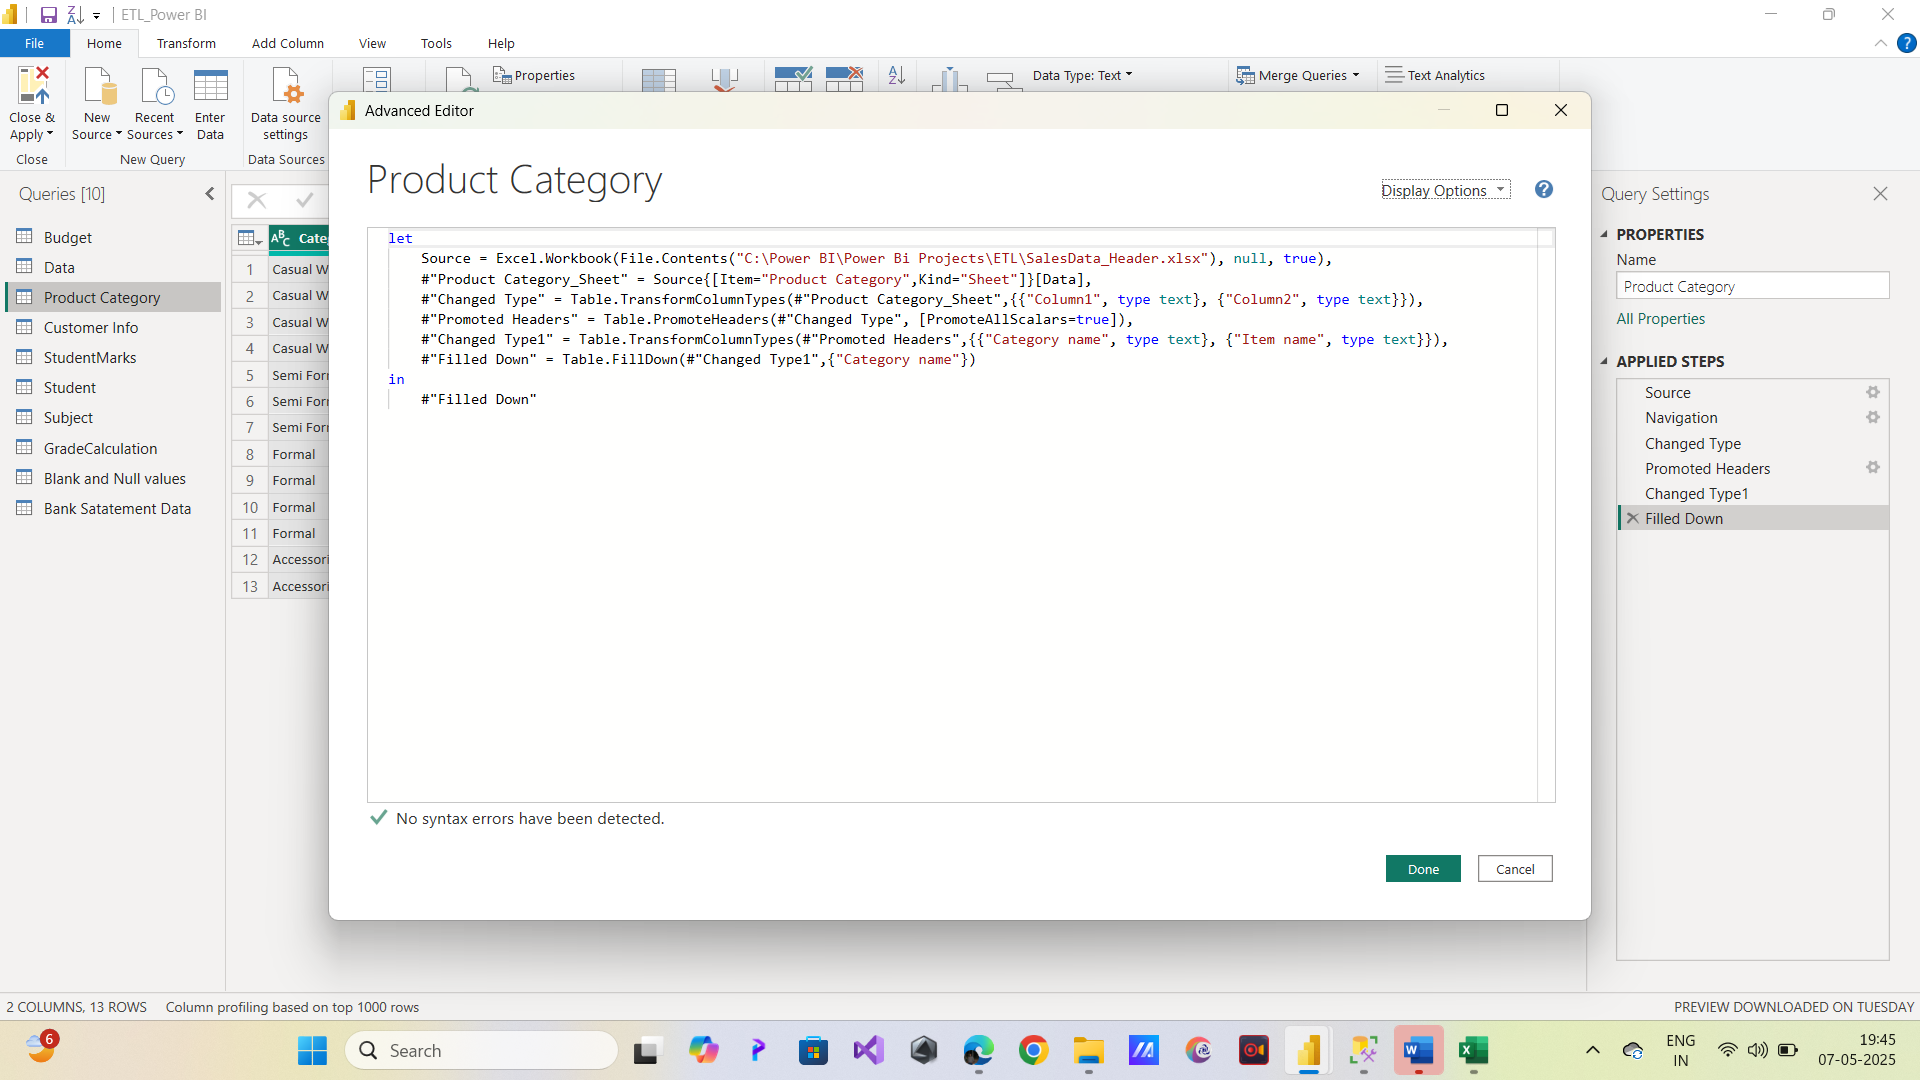 ETL_Power BI
File Home Transform Add Column View Tools Help
Close & Apply
New Source
Recent Sources
Enter Data
Data source settings
Properties
Data Type: Text
Merge Queries
Text Analytics
Close
New Query
Data Sources
Queries [10]
Budget
Data
Product Category
Customer Info
StudentMarks
Student
Subject
GradeCalculation
Blank and Null values
Bank Satatement Data
ABC Categ
1 Casual W
2 Casual W
3 Casual W
4 Casual W
5 Semi For
6 Semi For
7 Semi For
8 Formal
9 Formal
10 Formal
11 Formal
12 Accessori
13 Accessori
Advanced Editor
Product Category
Display Options
let
Source = Excel.Workbook(File.Contents("C:\Power BI\Power Bi Projects\ETL\SalesData_Header.xlsx"), null, true),
#"Product Category_Sheet" = Source{[Item="Product Category",Kind="Sheet"]}[Data],
#"Changed Type" = Table.TransformColumnTypes(#"Product Category_Sheet",{{"Column1", type text}, {"Column2", type text}}),
#"Promoted Headers" = Table.PromoteHeaders(#"Changed Type", [PromoteAllScalars=true]),
#"Changed Type1" = Table.TransformColumnTypes(#"Promoted Headers",{{"Category name", type text}, {"Item name", type text}}),
#"Filled Down" = Table.FillDown(#"Changed Type1",{"Category name"})
in
#"Filled Down"
No syntax errors have been detected.
Done
Cancel
Query Settings
PROPERTIES
Name
Product Category
All Properties
APPLIED STEPS
Source
Navigation
Changed Type
Promoted Headers
Changed Type1
Filled Down
2 COLUMNS, 13 ROWS Column profiling based on top 1000 rows
PREVIEW DOWNLOADED ON TUESDAY
6
Search
ENG
IN
19:45
07-05-2025